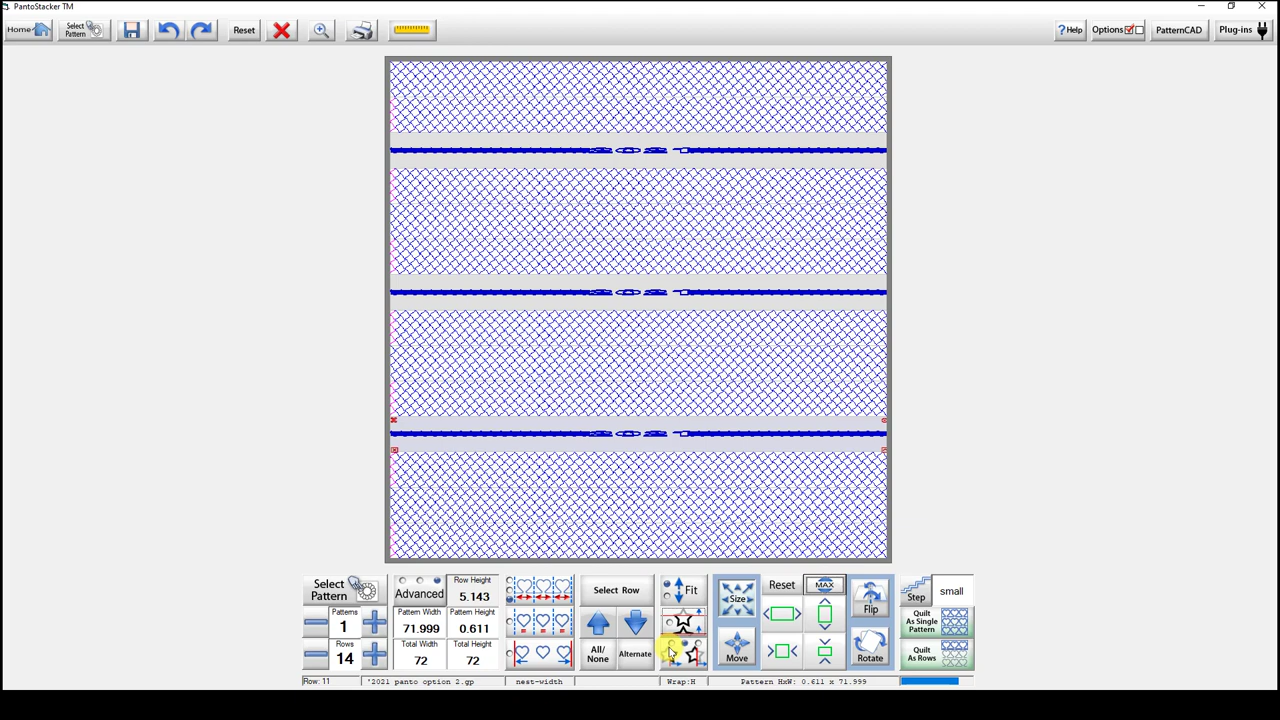 PantoStacker TM
Home
Select
Pattern
Reset
?Help
Options
PatternCAD
Plug-ins
Select
Pattern
Patterns
1
Rows
14
Advanced
Row Height
5.143
Pattern Width
71.999
Pattern Height
0.611
Total Width
72
Total Height
72
Select Row
All/
None
Alternate
Fit
Size
Move
Reset
MAX
Flip
Rotate
Step
small
Quilt
As Single
Pattern
Quilt
As Rows
Row: 11
'2021 panto option 2.gp
nest-width
Wrap:H
Pattern HxW: 0.611 x 71.999